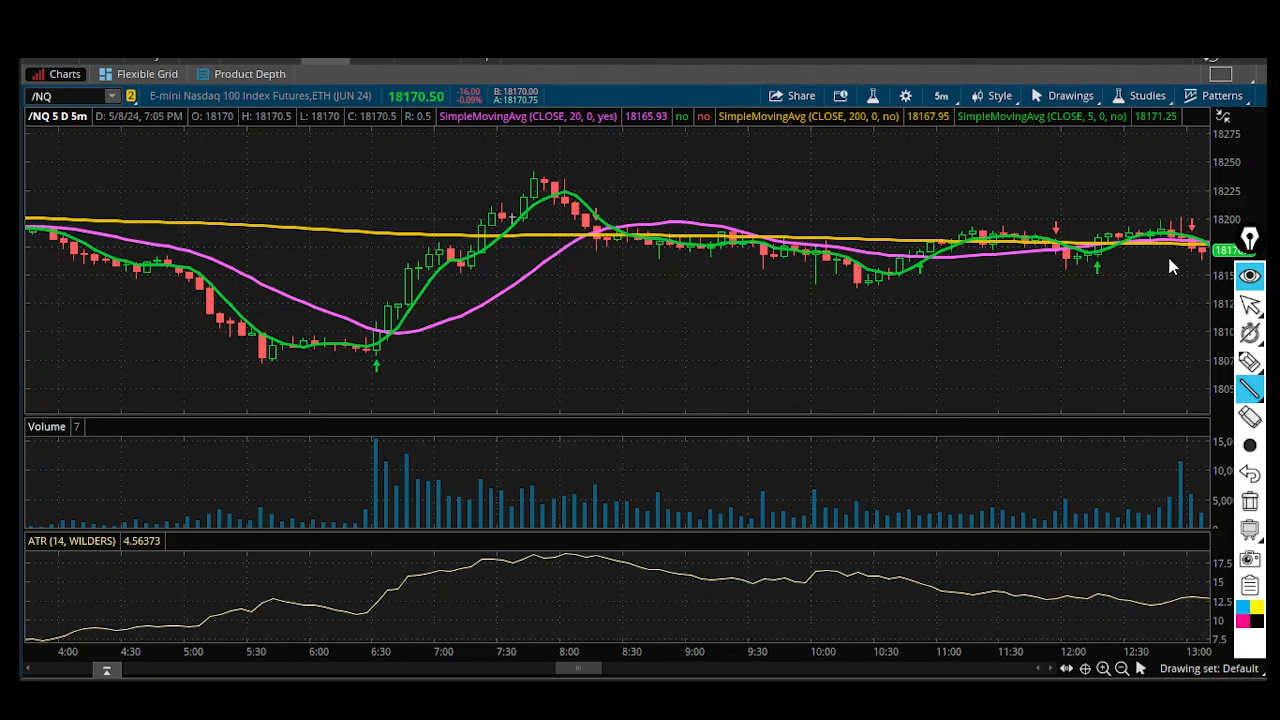 Charts Flexible Grid Product Depth
/NQ 2 E-mini Nasdaq 100 Index Futures,ETH (JUN 24) 18170.50 -16.00 B: 18170.00 Share 5m Style Drawings Studies Patterns
-0.09% A: 18170.75
/NQ 5 D 5m D: 5/8/24, 7:05 PM O: 18170 H: 18170.5 L: 18170 C: 18170.5 R: 0.5 SimpleMovingAvg (CLOSE, 20, 0, yes) 18165.93 no no SimpleMovingAvg (CLOSE, 200, 0, no) 18167.95 SimpleMovingAvg (CLOSE, 5, 0, no) 18171.25
18275
18250
18225
18200
Volume 7
ATR (14, WILDERS) 4.56373
17.5
15
12.5
10
7.5
4:00 4:30 5:00 5:30 6:00 6:30 7:00 7:30 8:00 8:30 9:00 9:30 10:00 10:30 11:00 11:30 12:00 12:30 13:00
Drawing set: Default